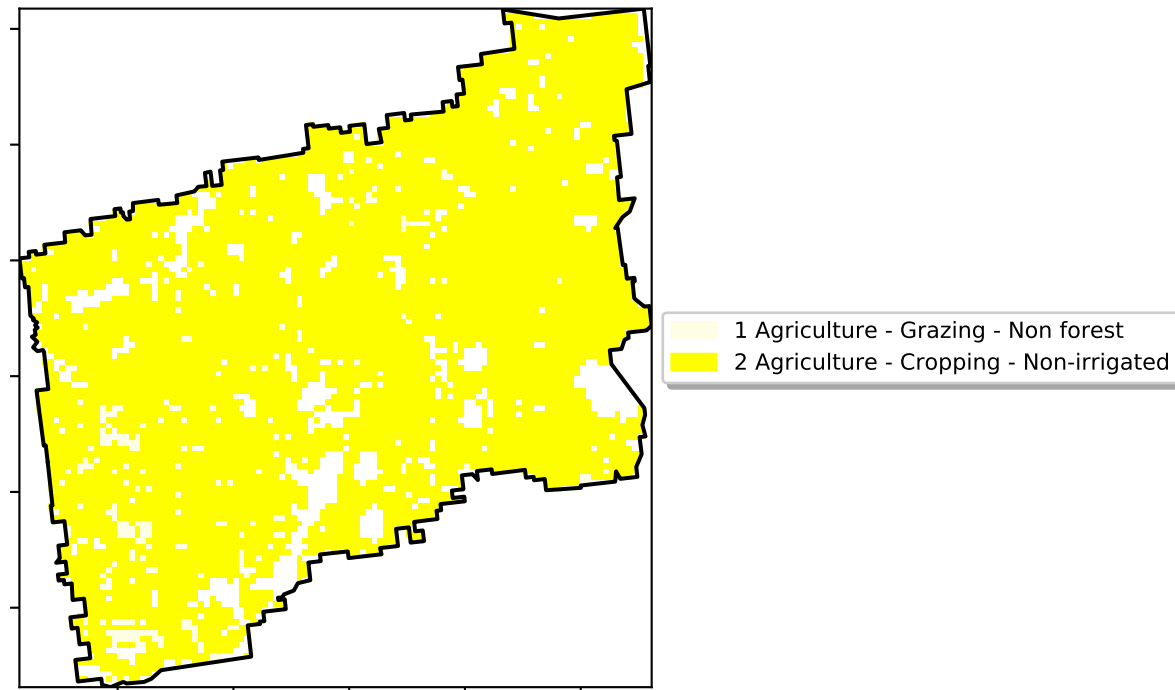 1 Agriculture - Grazing - Non forest
2 Agriculture - Cropping - Non-irrigated